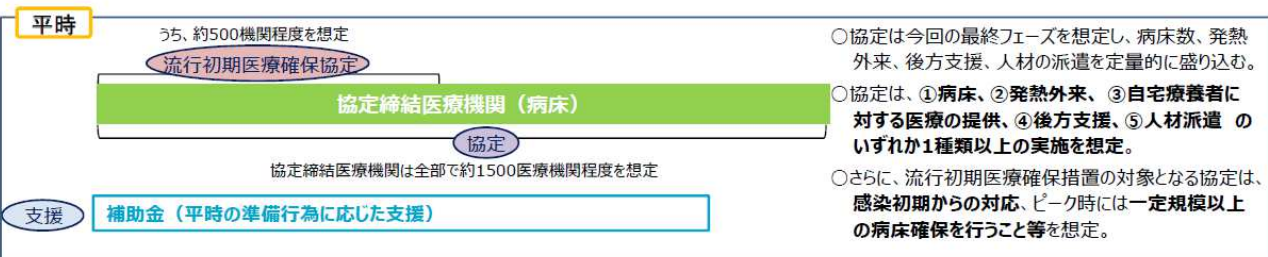 平時
うち、約500機関程度を想定
流行初期医療確保協定
協定締結医療機関（病床）
協定
協定締結医療機関は全部で約1500医療機関程度を想定
支援
補助金（平時の準備行為に応じた支援）
○協定は今回の最終フェーズを想定し、病床数、発熱
外来、後方支援、人材の派遣を定量的に盛り込む。
○協定は、①病床、②発熱外来、③自宅療養者に
対する医療の提供、④後方支援、⑤人材派遣 の
いずれか1種類以上の実施を想定。
○さらに、流行初期医療確保措置の対象となる協定は、
感染初期からの対応、ピーク時には一定規模以上
の病床確保を行うこと等を想定。